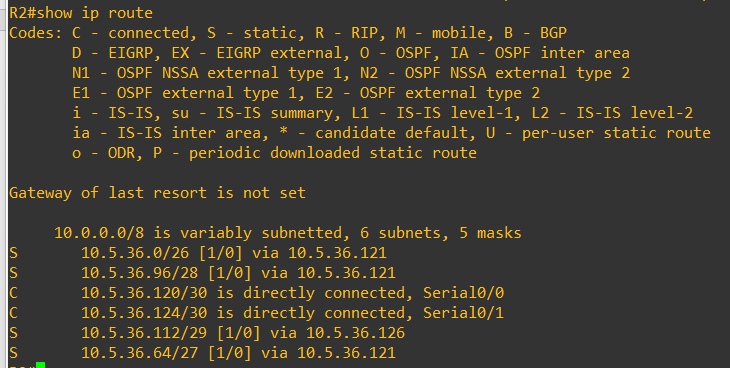 R2#show ip route
Codes: C - connected, S - static, R - RIP, M - mobile, B - BGP
D - EIGRP, EX - EIGRP external, O - OSPF, IA - OSPF inter area
N1 - OSPF NSSA external type 1, N2 - OSPF NSSA external type 2
E1 - OSPF external type 1, E2 - OSPF external type 2
i - IS-IS, su - IS-IS summary, L1 - IS-IS level-1, L2 - IS-IS level-2
ia - IS-IS inter area, * - candidate default, U - per-user static route
o - ODR, P - periodic downloaded static route
Gateway of last resort is not set
10.0.0.0/8 is variably subnetted, 6 subnets, 5 masks
S 10.5.36.0/26 [1/0] via 10.5.36.121
S 10.5.36.96/28 [1/0] via 10.5.36.121
C 10.5.36.120/30 is directly connected, Serial0/0
C 10.5.36.124/30 is directly connected, Serial0/1
S 10.5.36.112/29 [1/0] via 10.5.36.126
S 10.5.36.64/27 [1/0] via 10.5.36.121